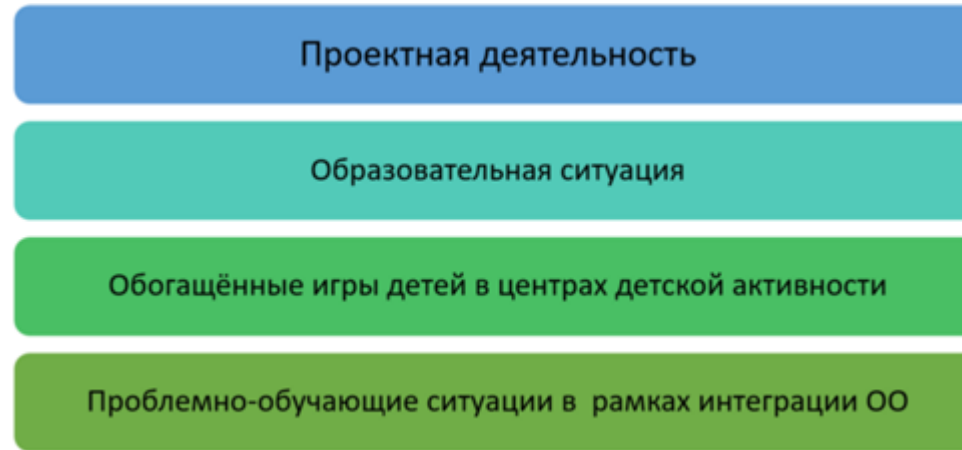 Проектная деятельность
Образовательная ситуация
Обогащённые игры детей в центрах детской активности
Проблемно-обучающие ситуации в  рамках интеграции ОО